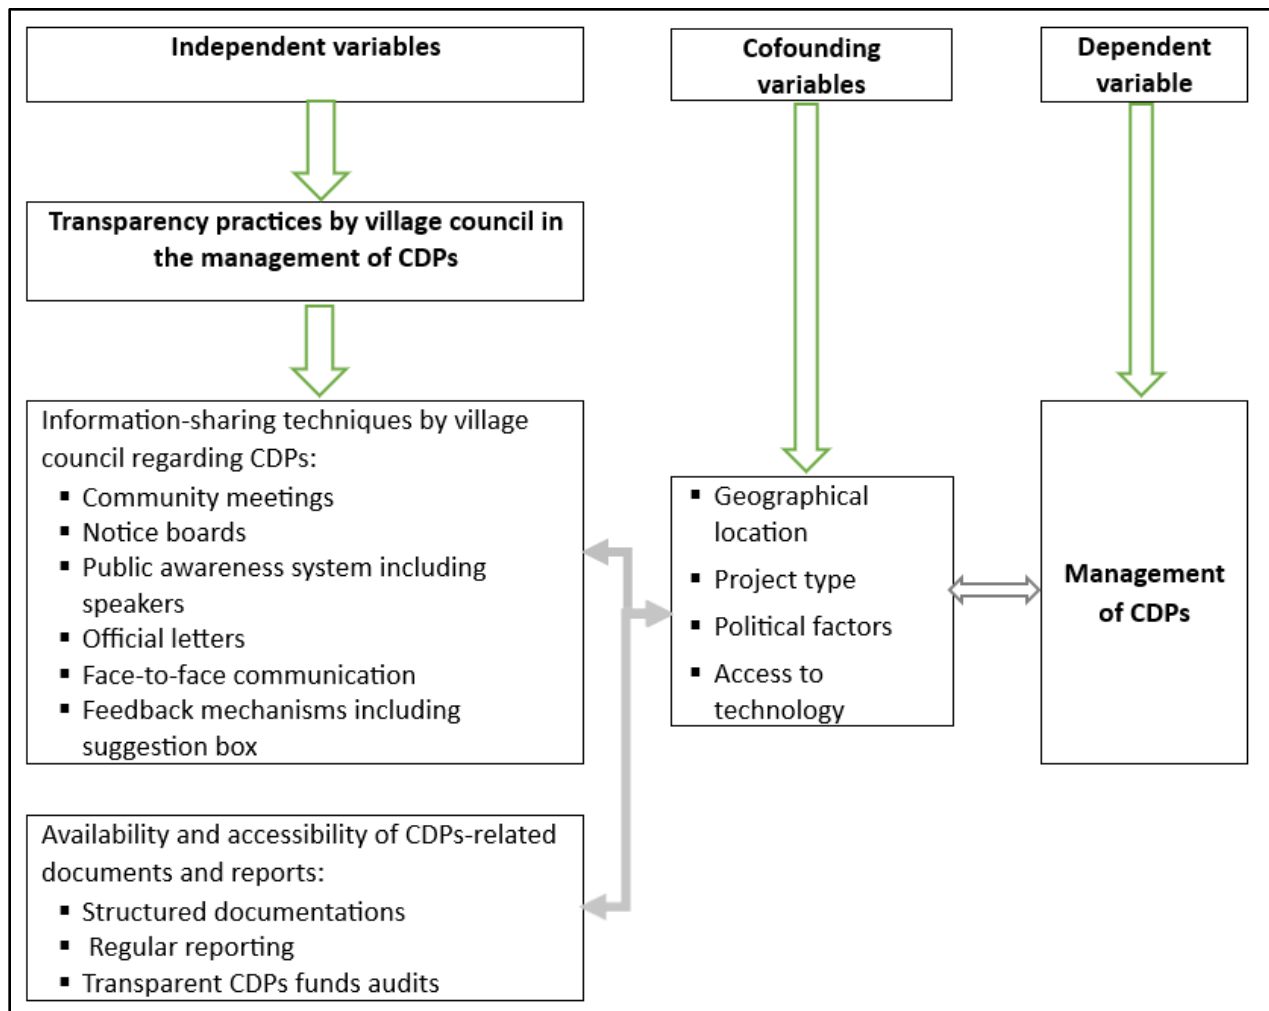 Independent variables
Cofounding
variables
Dependent
variable
Transparency practices by village council in
the management of CDPs
Information-sharing techniques by village
council regarding CDPs:
▪ Community meetings
▪ Notice boards
▪ Public awareness system including
speakers
▪ Official letters
▪ Face-to-face communication
▪ Feedback mechanisms including
suggestion box
Availability and accessibility of CDPs-related
documents and reports:
▪ Structured documentations
▪ Regular reporting
▪ Transparent CDPs funds audits
▪ Geographical
location
▪ Project type
▪ Political factors
▪ Access to
technology
Management
of CDPs